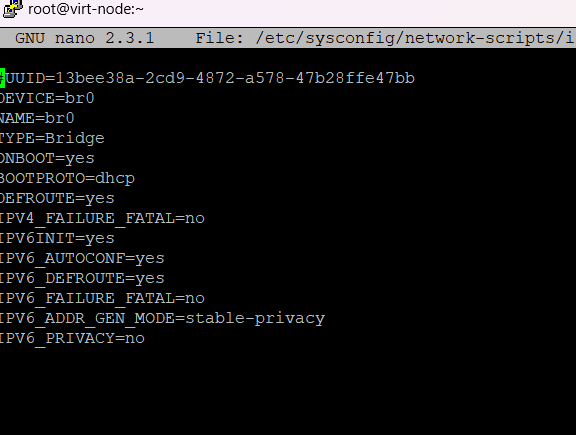 root@virt-node:~
GNU nano 2.3.1 File: /etc/sysconfig/network-scripts/i
#UUID=13bee38a-2cd9-4872-a578-47b28ffe47bb
DEVICE=br0
NAME=br0
TYPE=Bridge
ONBOOT=yes
BOOTPROTO=dhcp
DEFROUTE=yes
IPV4_FAILURE_FATAL=no
IPV6INIT=yes
IPV6_AUTOCONF=yes
IPV6_DEFROUTE=yes
IPV6_FAILURE_FATAL=no
IPV6_ADDR_GEN_MODE=stable-privacy
IPV6_PRIVACY=no